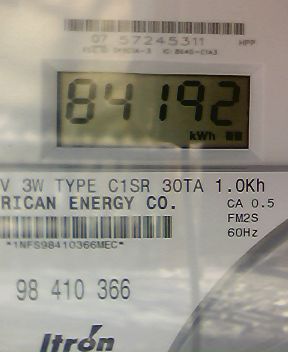 07 57245311 HPP
84192
kWh
V 3W TYPE C1SR 30TA 1.0Kh
RICAN ENERGY CO. CA 0.5
FM2S
60Hz
*1NFS98410366MEC*
98 410 366
Itron